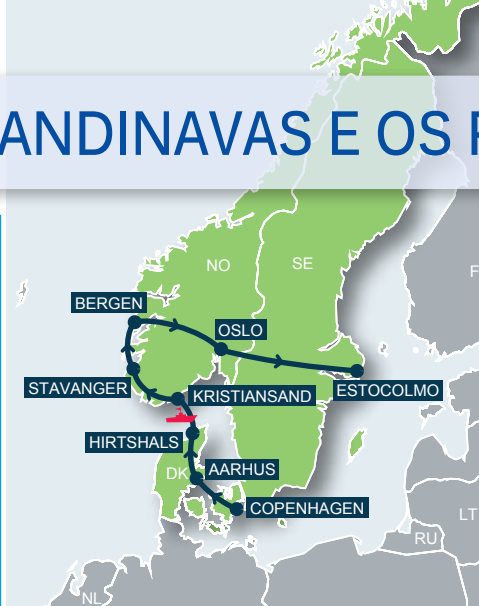 ANDINAVAS E OS F
NO
SE
F
BERGEN
OSLO
STAVANGER
KRISTIANSAND
ESTOCOLMO
HIRTSHALS
AARHUS
DK
COPENHAGEN
LT
RU
NL